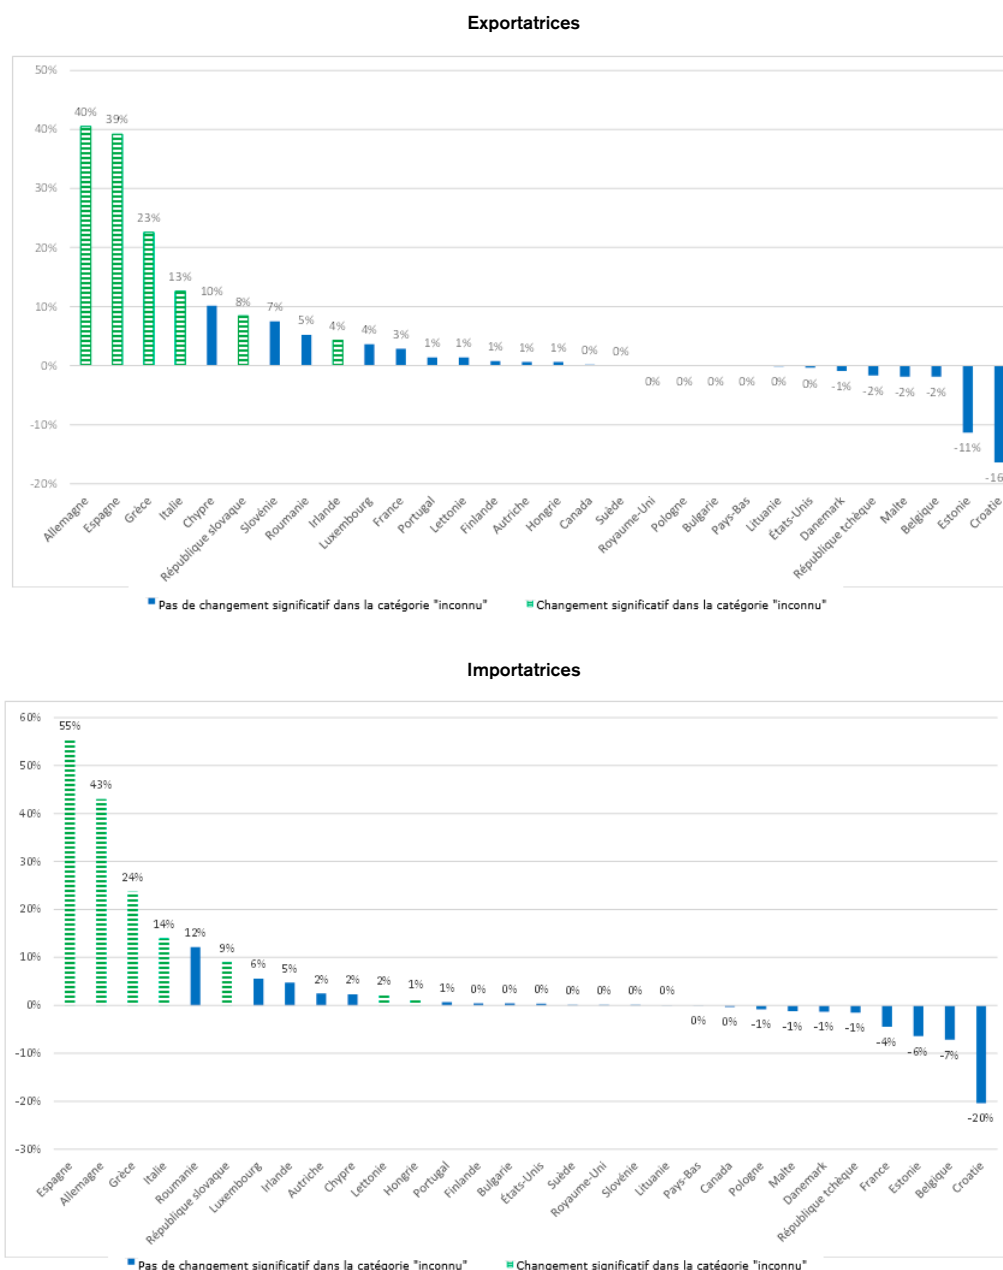 Exportatrices
50%
40%
30%
20%
10%
0%
-10%
-20%
40%
39%
23%
13%
10%
8%
7%
5%
4%
4%
3%
1%
1%
1%
1%
1%
0%
0%
0%
0%
0%
0%
0%
0%
-1%
-2%
-2%
-2%
-11%
-16
Allemagne
Espagne
Grèce
Italie
Chypre
République slovaque
Slovénie
Roumanie
Irlande
Luxembourg
France
Portugal
Lettonie
Finlande
Autriche
Hongrie
Canada
Suède
Royaume-Uni
Pologne
Bulgarie
Pays-Bas
Lituanie
États-Unis
Danemark
République tchèque
Malte
Belgique
Estonie
Croatie
Pas de changement significatif dans la catégorie "inconnu"
Changement significatif dans la catégorie "inconnu"
Importatrices
60%
50%
40%
30%
20%
10%
0%
-10%
-20%
-30%
55%
43%
24%
14%
12%
9%
6%
5%
2%
2%
2%
1%
1%
0%
0%
0%
0%
0%
0%
0%
0%
0%
-1%
-1%
-1%
-1%
-4%
-6%
-7%
-20%
Espagne
Allemagne
Grèce
Italie
Roumanie
République slovaque
Luxembourg
Irlande
Autriche
Chypre
Lettonie
Hongrie
Portugal
Finlande
Bulgarie
États-Unis
Suède
Royaume-Uni
Slovénie
Lituanie
Pays-Bas
Canada
Pologne
Malte
Danemark
République tchèque
France
Estonie
Belgique
Croatie
Pas de changement significatif dans la catégorie "inconnu"
Changement significatif dans la catégorie "inconnu"